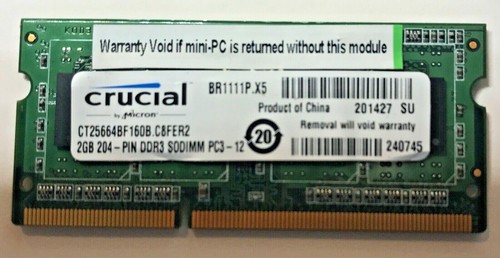 Warranty Void if mini-PC is returned without this module
crucial
by Micron
BR1111P.X5
Product of China
201427 SU
CT25664BF160B.C8FER2
20
Removal will void warranty
2GB 204-PIN DDR3 SODIMM PC3-12
240745